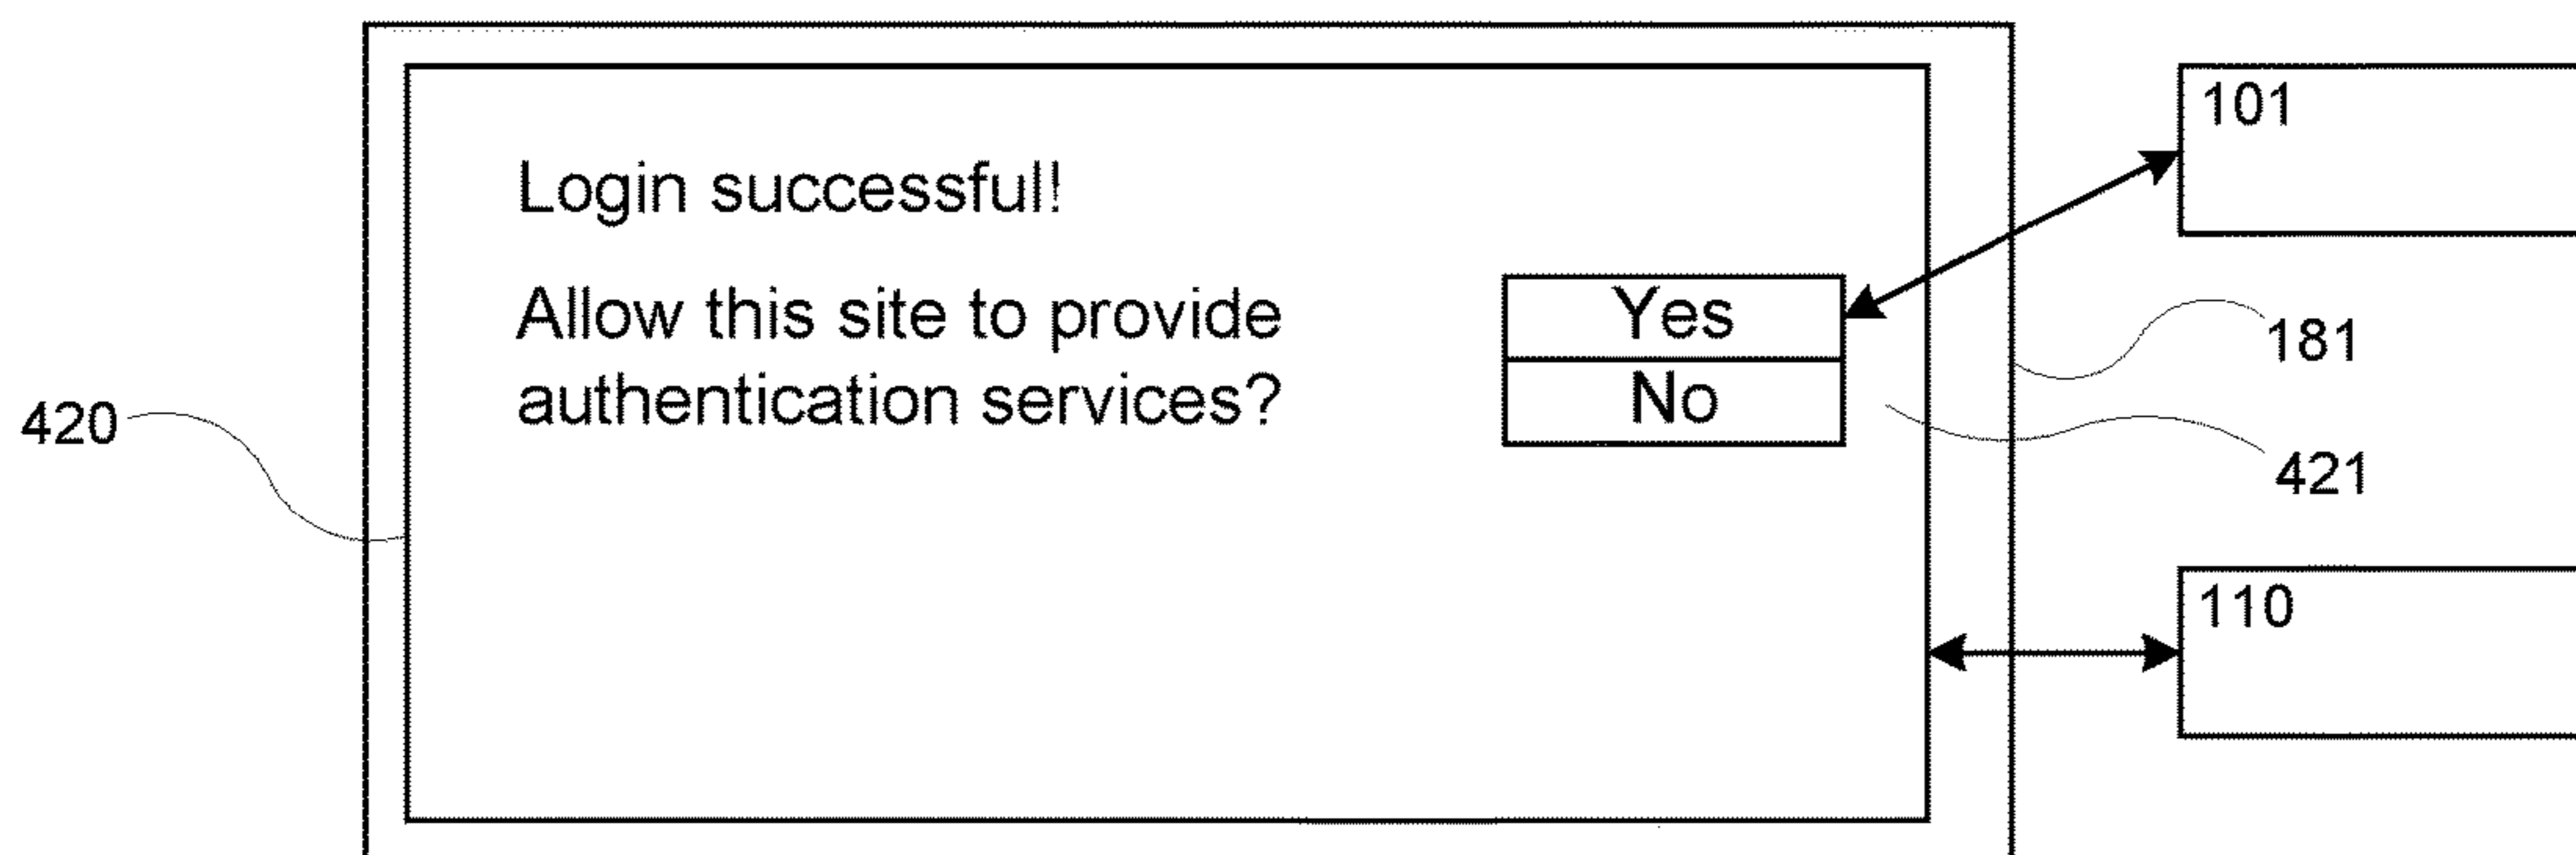 101
Login successful!
Allow this site to provide
authentication services?
Yes
No
181
420
421
110